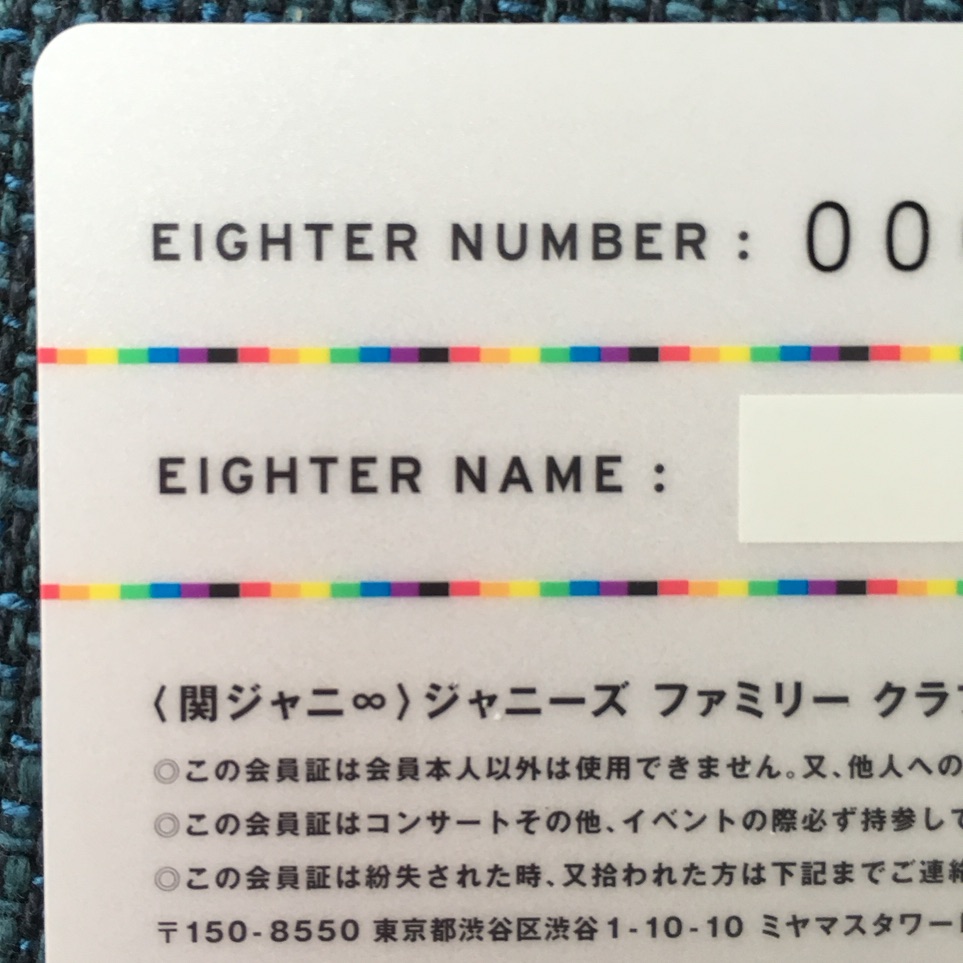 EIGHTER NUMBER : 00
EIGHTER NAME :
〈関ジャニ∞〉ジャニーズ ファミリー クラブ
◎この会員証は会員本人以外は使用できません。又、他人への
◎この会員証はコンサートその他、イベントの際必ず持参して
◎この会員証は紛失された時、又拾われた方は下記までご連絡
〒150-8550 東京都渋谷区渋谷1-10-10 ミヤマスタワー